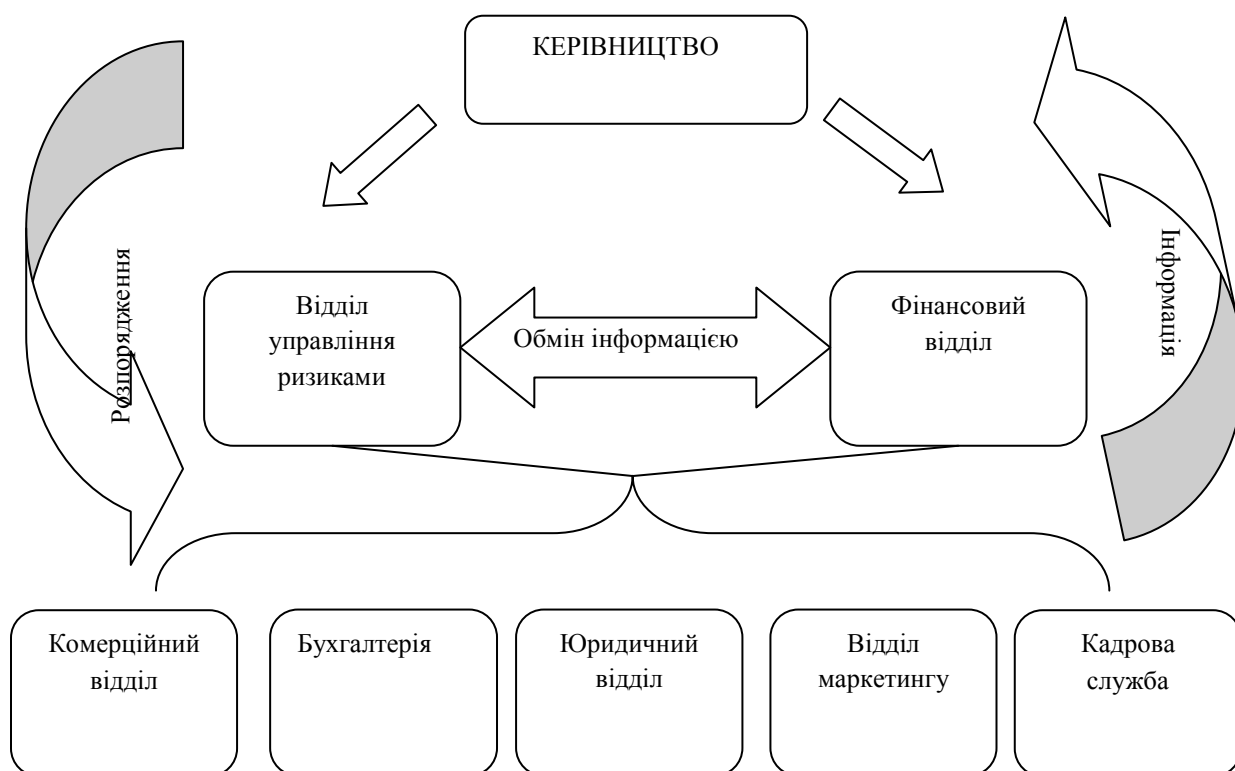 КЕРІВНИЦТВО
Розпорядження
Інформація
Відділ
управління
ризиками
Обмін інформацією
Фінансовий
відділ
Комерційний
відділ
Бухгалтерія
Юридичний
відділ
Відділ
маркетингу
Кадрова
служба